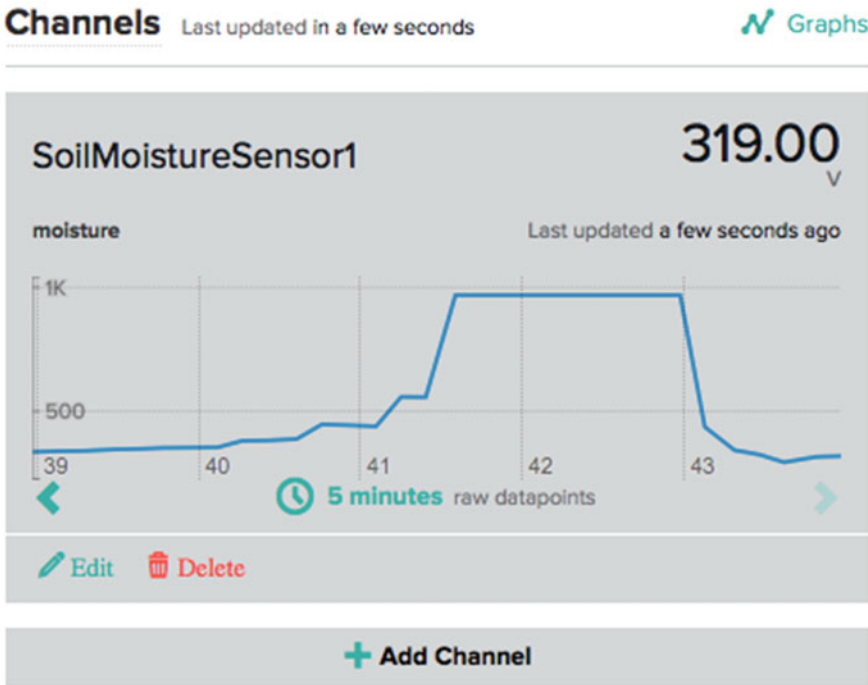 Channels Last updated in a few seconds Graphs
SoilMoistureSensor1 319.00
V
moisture Last updated a few seconds ago
1K
500
39 40 41 42 43
5 minutes raw datapoints
Edit Delete
Add Channel